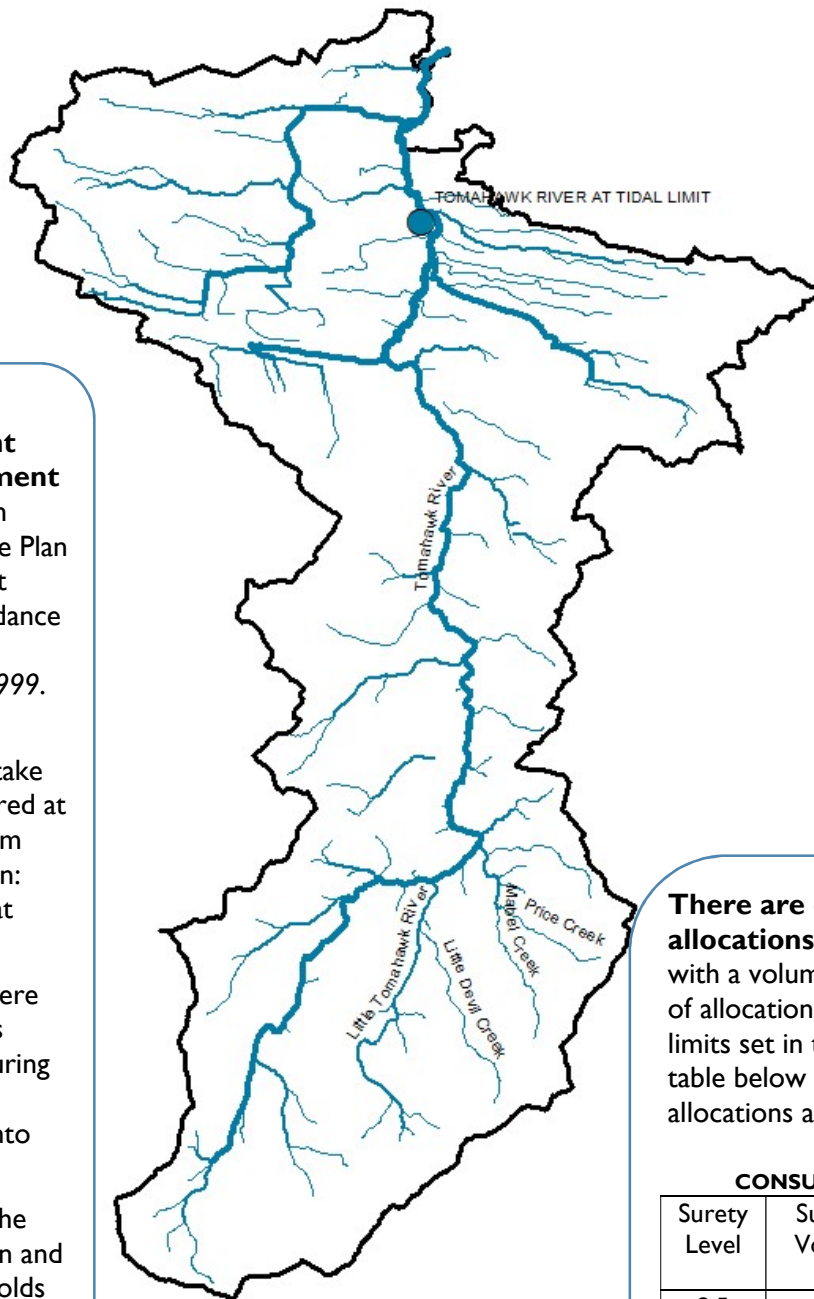 TOMAHAWK RIVER AT TIDAL LIMIT
nt
ment
n
e Plan
t
dance
999.
take
red at
m
n:
at
ere
s
uring
nto
he
n and
olds
Tomahawk River
Little Tomahawk River
Little Devil Creek
Mabel Creek
Price Creek
There are
allocations
with a volum
of allocation
limits set in t
table below
allocations a
CONSU
Surety
Level
Su
Vo